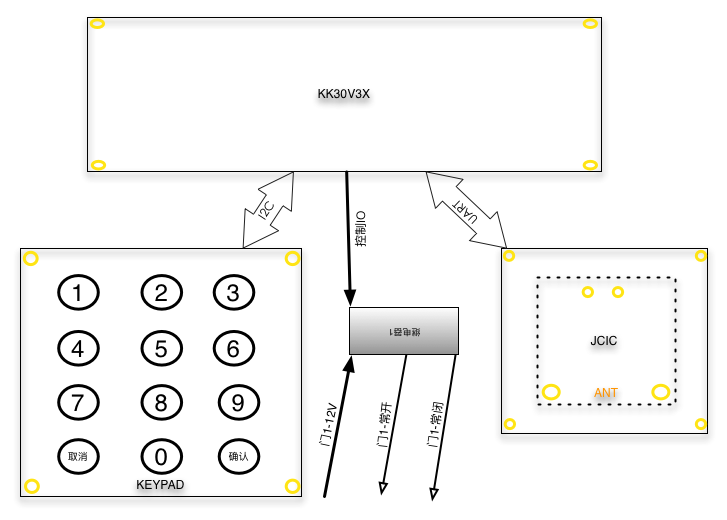 KK30V3X
I2C
控制IO
UART
1
2
3
4
5
6
7
8
9
取消
0
确认
KEYPAD
继电器1
门1-12V
门1-常开
门1-常闭
JCIC
ANT